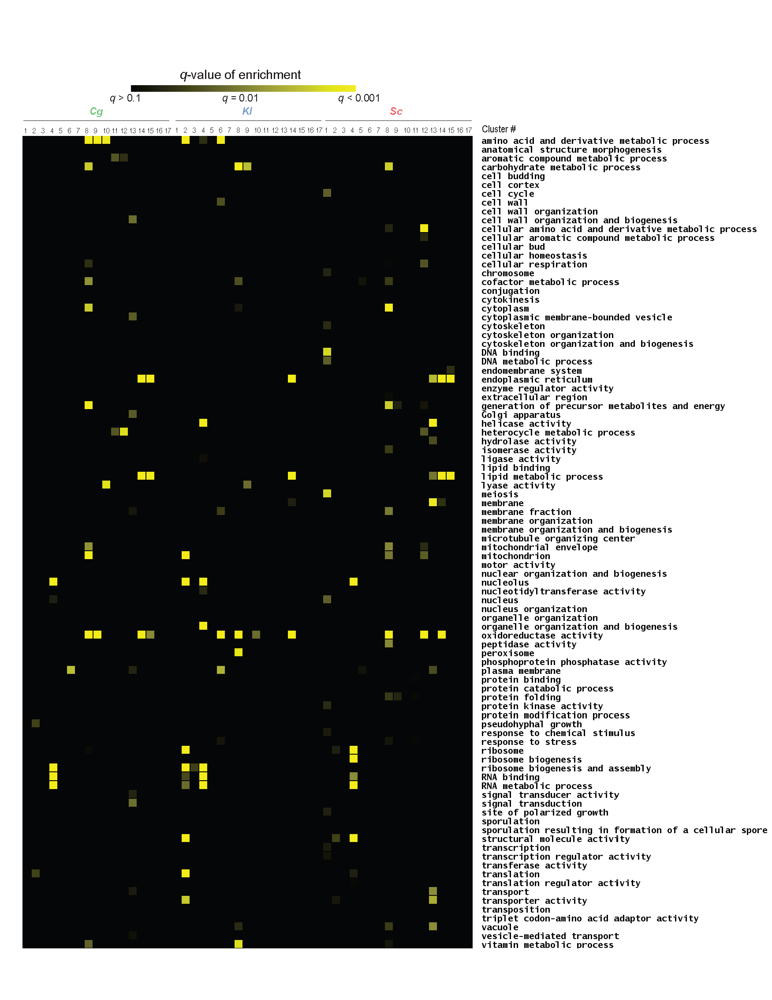 q-value of enrichment
q > 0.1 q = 0.01 q < 0.001
Cg Kl Sc
1 2 3 4 5 6 7 8 9 10 11 12 13 14 15 16 17 1 2 3 4 5 6 7 8 9 10 11 12 13 14 15 16 17 1 2 3 4 5 6 7 8 9 10 11 12 13 14 15 16 17 Cluster #
amino acid and derivative metabolic process
anatomical structure morphogenesis
aromatic compound metabolic process
carbohydrate metabolic process
cell budding
cell cortex
cell cycle
cell wall
cell wall organization
cell wall organization and biogenesis
cellular amino acid and derivative metabolic process
cellular aromatic compound metabolic process
cellular bud
cellular homeostasis
cellular respiration
chromosome
cofactor metabolic process
conjugation
cytokinesis
cytoplasm
cytoplasmic membrane-bounded vesicle
cytoskeleton
cytoskeleton organization
cytoskeleton organization and biogenesis
DNA binding
DNA metabolic process
endomembrane system
endoplasmic reticulum
enzyme regulator activity
extracellular region
generation of precursor metabolites and energy
Golgi apparatus
helicase activity
heterocycle metabolic process
hydrolase activity
isomerase activity
ligase activity
lipid binding
lipid metabolic process
lyase activity
meiosis
membrane
membrane fraction
membrane organization
membrane organization and biogenesis
microtubule organizing center
mitochondrial envelope
mitochondrion
motor activity
nuclear organization and biogenesis
nucleolus
nucleotidyltransferase activity
nucleus
nucleus organization
organelle organization
organelle organization and biogenesis
oxidoreductase activity
peptidase activity
peroxisome
phosphoprotein phosphatase activity
plasma membrane
protein binding
protein catabolic process
protein folding
protein kinase activity
protein modification process
pseudohyphal growth
response to chemical stimulus
response to stress
ribosome
ribosome biogenesis
ribosome biogenesis and assembly
RNA binding
RNA metabolic process
signal transducer activity
signal transduction
site of polarized growth
sporulation
sporulation resulting in formation of a cellular spore
structural molecule activity
transcription
transcription regulator activity
transferase activity
translation
translation regulator activity
transport
transporter activity
transposition
triplet codon-amino acid adaptor activity
vacuole
vesicle-mediated transport
vitamin metabolic process